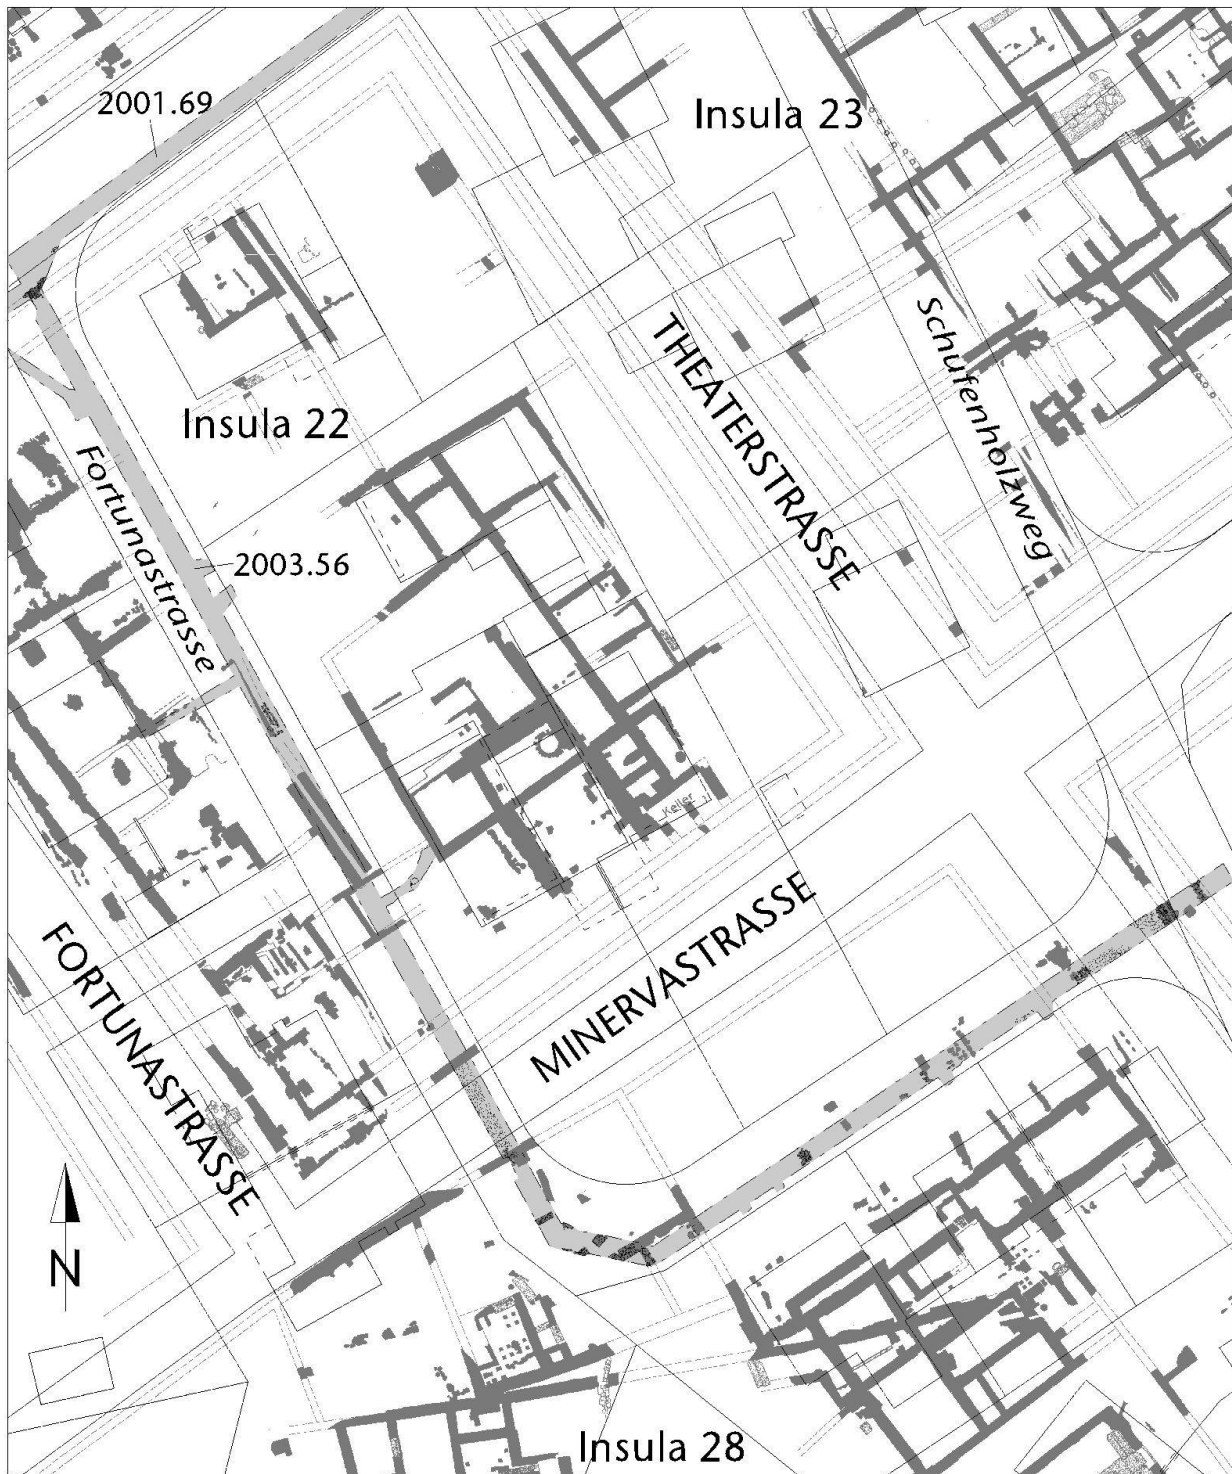 2001.69
Insula 23
Schufenholzweg
THEATERSTRASSE
Insula 22
Fortunastrasse
2003.56
Keller
MINERVASTRASSE
FORTUNASTRASSE
N
Insula 28